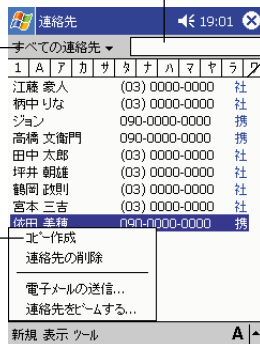 連絡先 19:01
すべての連絡先
1 A ア カ サ タ ナ ハ マ ヤ ラ ワ
江藤 亥人 (03) 0000-0000 社
柄中 りな (03) 0000-0000 社
ジョン 090-0000-0000 携
高橋 文衛門 090-0000-0000 携
田中 太郎 (03) 0000-0000 社
坪井 朝雄 (03) 0000-0000 社
鶴岡 政則 (03) 0000-0000 社
宮本 三吉 (03) 0000-0000 社
依田 美穂 090-0000-0000 携
コピー作成
連絡先の削除
電子メールの送信...
連絡先をビームする...
新規 表示 ツール A